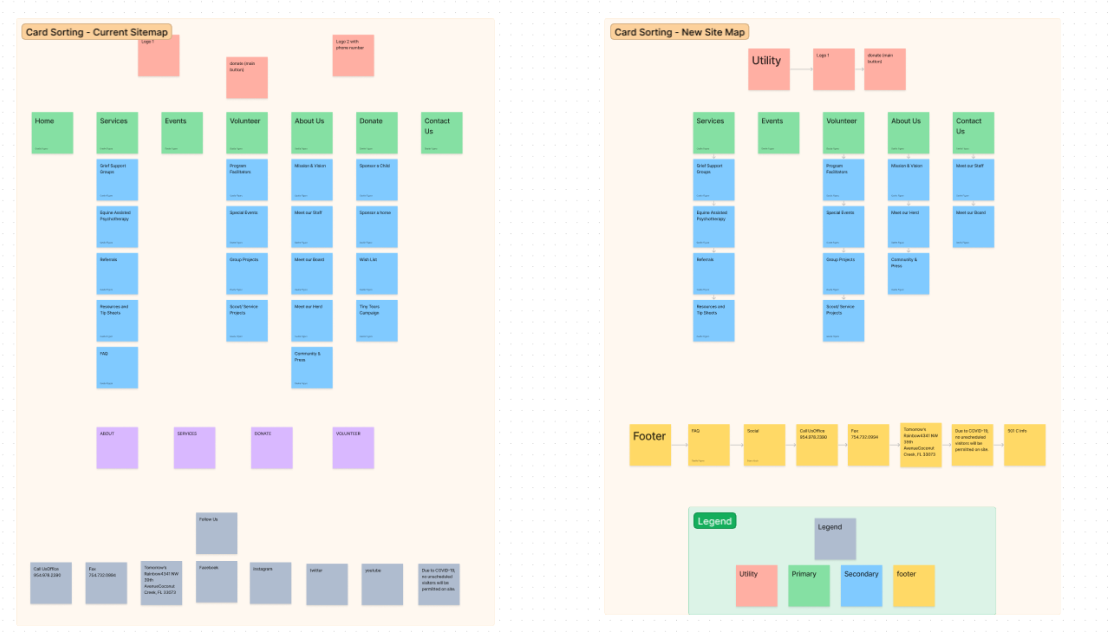 Card Sorting - Current Sitemap
Logo 1
donate (main
button)
Logo 2 with
phone number
Home
Services
Events
Volunteer
About Us
Donate
Contact
Us
Grief Support
Groups
Program
Facilitators
Mission & Vision
Sponsor a Child
Equine Assisted
Psychotherapy
Special Events
Meet our Staff
Sponsor a horse
Referrals
Group Projects
Meet our Board
Wish List
Resources and
Tip Sheets
Scout/ Service
Projects
Meet our Herd
Tiny Tears
Campaign
FAQ
Community &
Press
ABOUT
SERVICES
DONATE
VOLUNTEER
Follow Us
Call UsOffice
954.978.2390
Fax
754.732.9994
Tomorrow's
Rainbow4341 NW
39th
AvenueCoconut
Creek, FL 33073
Facebook
Instagram
twitter
youtube
Due to COVID-19,
no unscheduled
visitors will be
permitted on site.
Card Sorting - New Site Map
Utility
Logo 1
donate (main
button)
Services
Events
Volunteer
About Us
Contact
Us
Grief Support
Groups
Program
Facilitators
Mission & Vision
Meet our Staff
Equine Assisted
Psychotherapy
Special Events
Meet our Herd
Meet our Board
Referrals
Group Projects
Community &
Press
Resources and
Tip Sheets
Scout/ Service
Projects
Footer
FAQ
Social
Call UsOffice
954.978.2390
Fax
754.732.9994
Tomorrow's
Rainbow4341 NW
39th
AvenueCoconut
Creek, FL 33073
Due to COVID-19,
no unscheduled
visitors will be
permitted on site.
501 C info
Legend
Legend
Utility
Primary
Secondary
footer